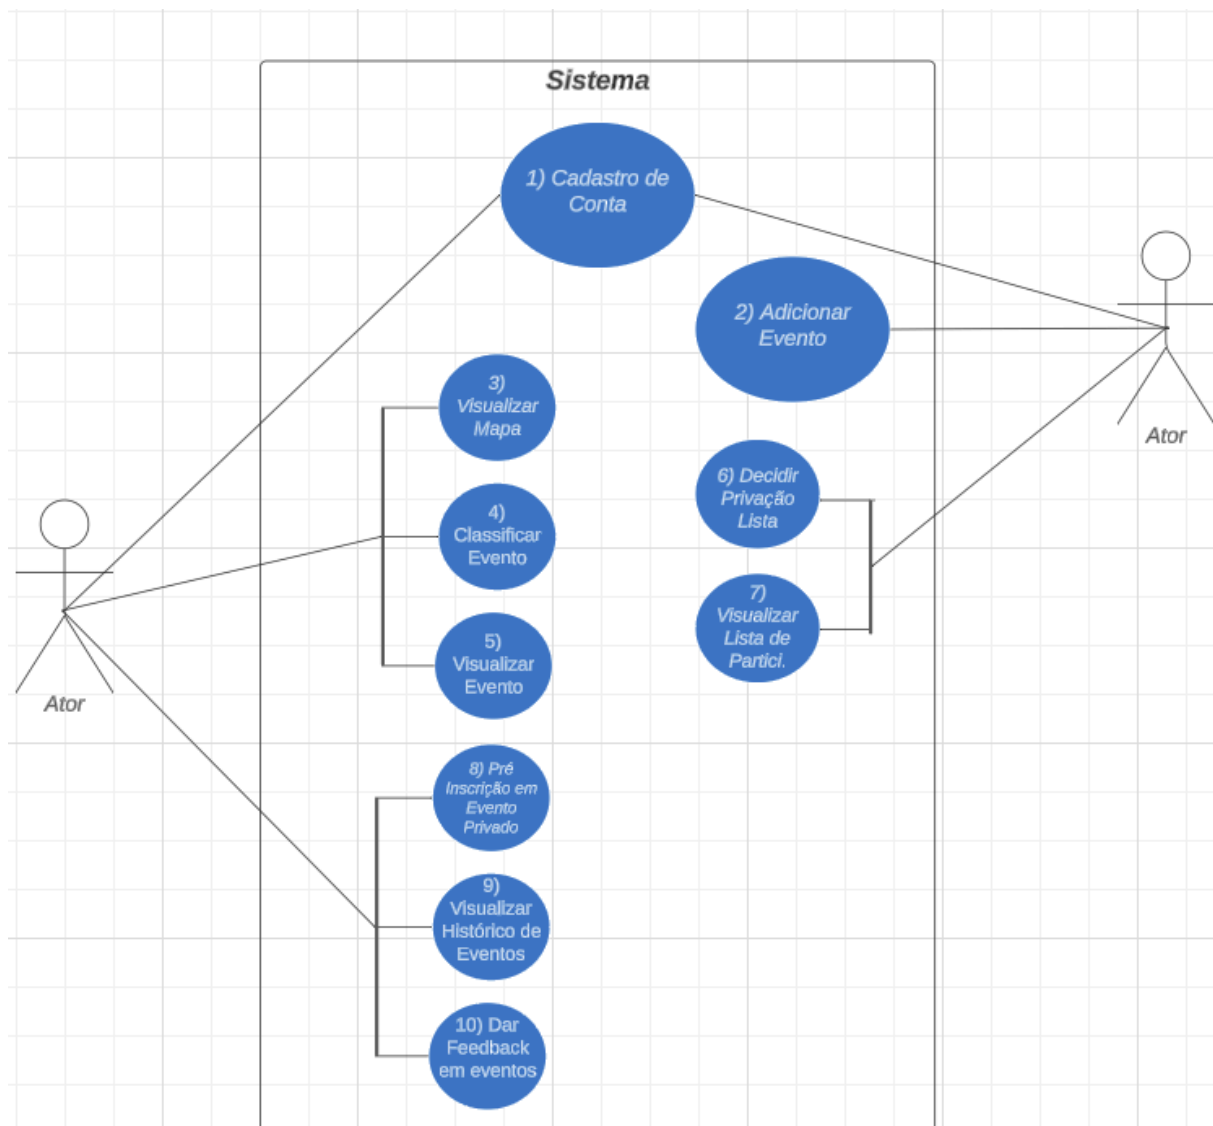 Sistema
1) Cadastro de
Conta
2) Adicionar
Evento
3)
Visualizar
Mapa
4)
Classificar
Evento
5)
Visualizar
Evento
6) Decidir
Privação
Lista
7)
Visualizar
Lista de
Partici.
Ator
Ator
8) Pré
Inscrição em
Evento
Privado
9)
Visualizar
Histórico de
Eventos
10) Dar
Feedback
em eventos